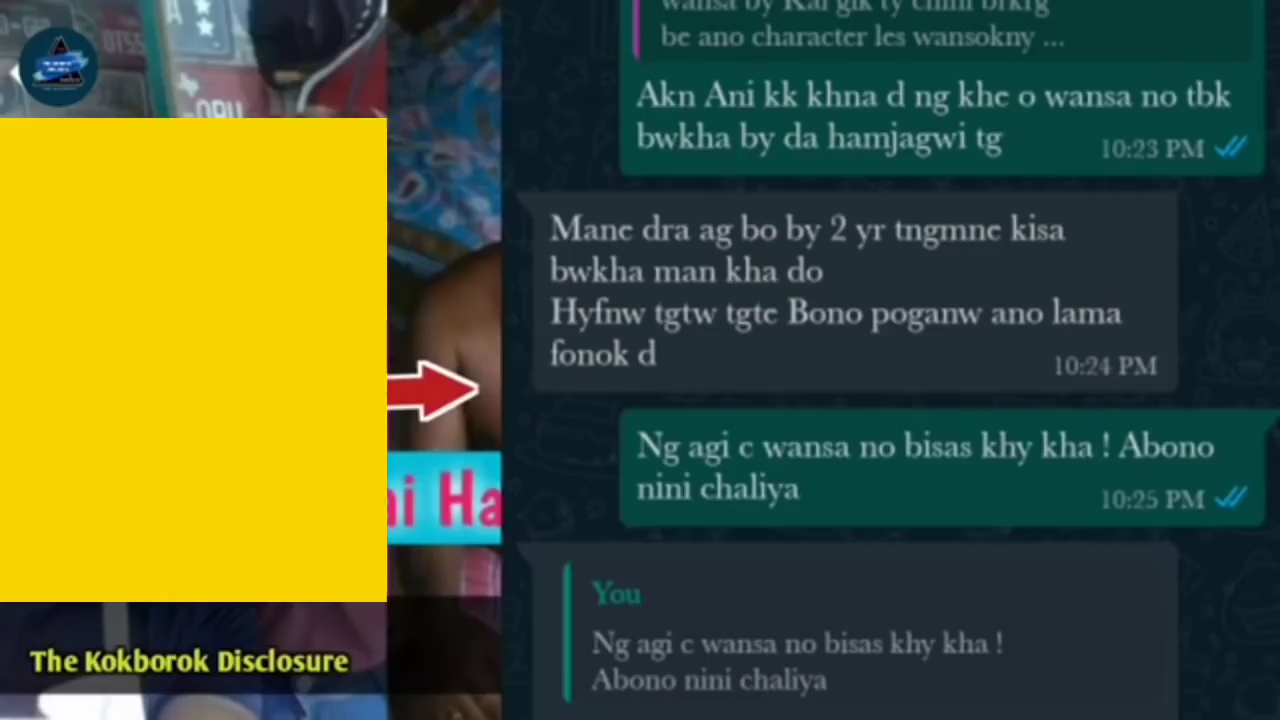 be ano character les wansokny ...
Akn Ani kk khna d ng khe o wansa no tbk
bwkha by da hamjagwi tg
10:23 PM
Mane dra ag bo by 2 yr tngmne kisa
bwkha man kha do
Hyfnw tgtw tgte Bono poganw ano lama
fonok d
10:24 PM
Ng agi c wansa no bisas khy kha ! Abono
nini chaliya
10:25 PM
You
Ng agi c wansa no bisas khy kha !
Abono nini chaliya
ni Ha
The Kokborok Disclosure